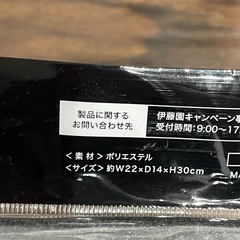 製品に関する
お問い合わせ先
伊藤園キャンペーン
受付時間:9:00〜17
<素材>ポリエステル
<サイズ>約W22×D14×H30cm